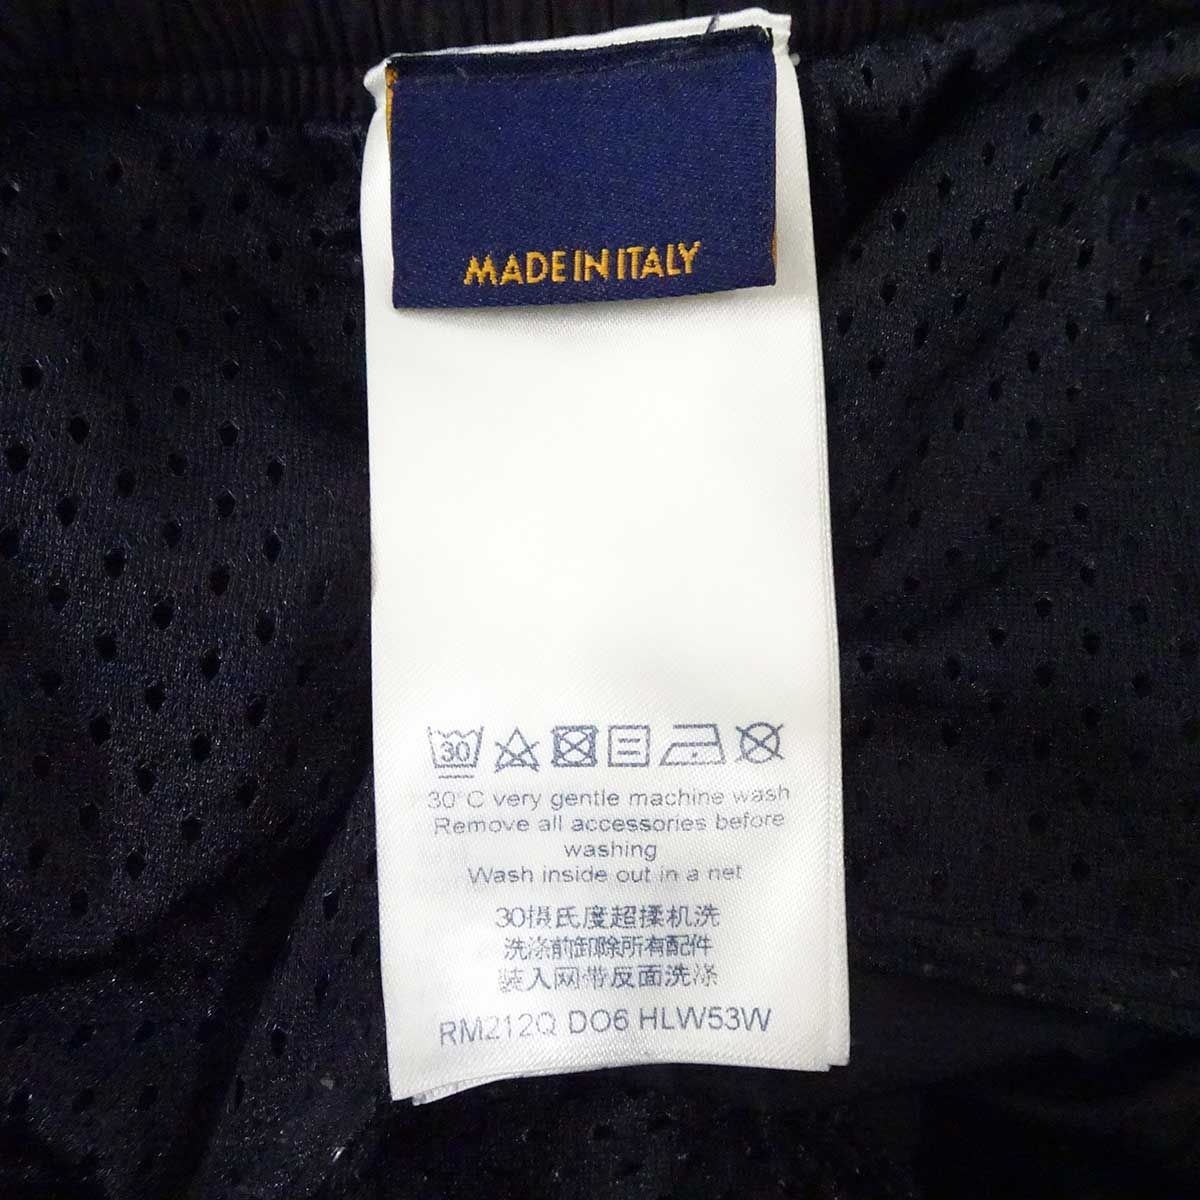 MADE IN ITALY
30
30°C very gentle machine wash
Remove all accessories before
washing
Wash inside out in a net
30摄氏度超揉机洗
洗涤前卸除所有配件
装入网带反面洗涤
RM212Q DO6 HLW53W